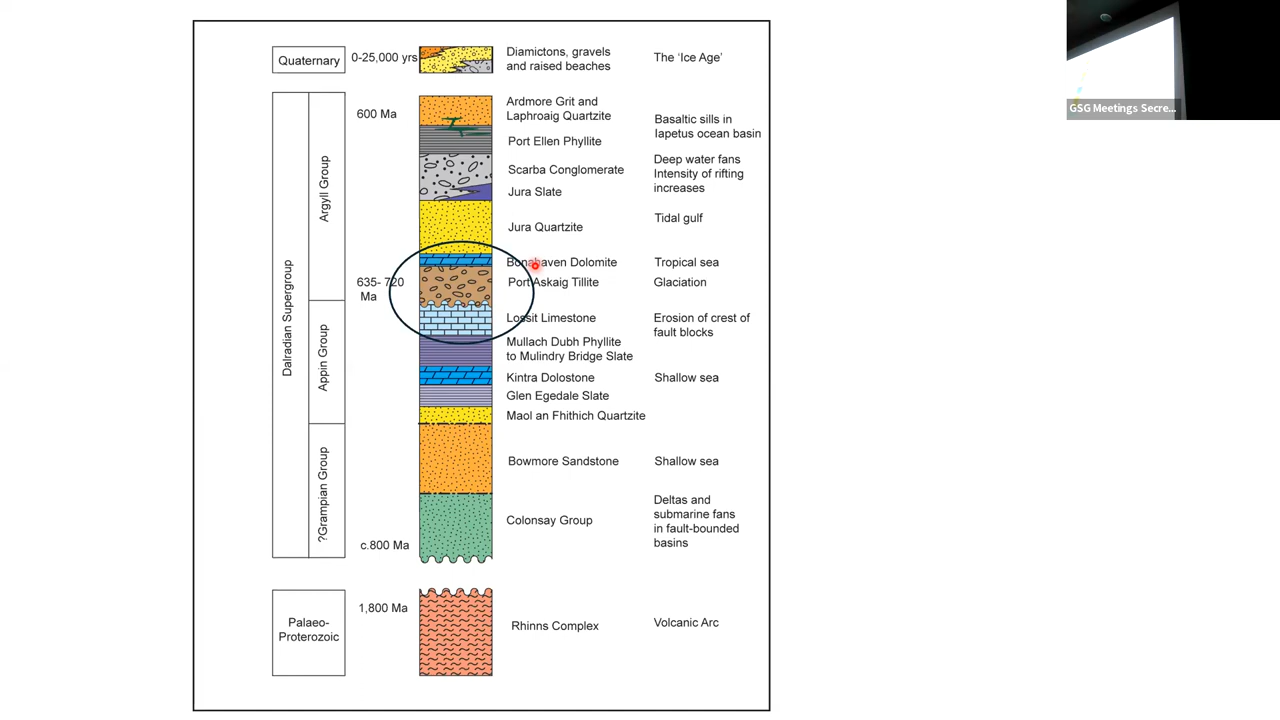 Quaternary
0-25,000 yrs
Diamictons, gravels
and raised beaches
The ‘Ice Age’
Dalradian Supergroup
Argyll Group
Appin Group
?Grampian Group
600 Ma
635- 720
Ma
c.800 Ma
Ardmore Grit and
Laphroaig Quartzite
Basaltic sills in
Iapetus ocean basin
Port Ellen Phyllite
Scarba Conglomerate
Deep water fans
Intensity of rifting
increases
Jura Slate
Jura Quartzite
Tidal gulf
Bonahaven Dolomite
Tropical sea
Port Askaig Tillite
Glaciation
Lossit Limestone
Erosion of crest of
fault blocks
Mullach Dubh Phyllite
to Mulindry Bridge Slate
Kintra Dolostone
Shallow sea
Glen Egedale Slate
Maol an Fhithich Quartzite
Bowmore Sandstone
Shallow sea
Colonsay Group
Deltas and
submarine fans
in fault-bounded
basins
Palaeo-
Proterozoic
1,800 Ma
Rhinns Complex
Volcanic Arc
GSG Meetings Secre...